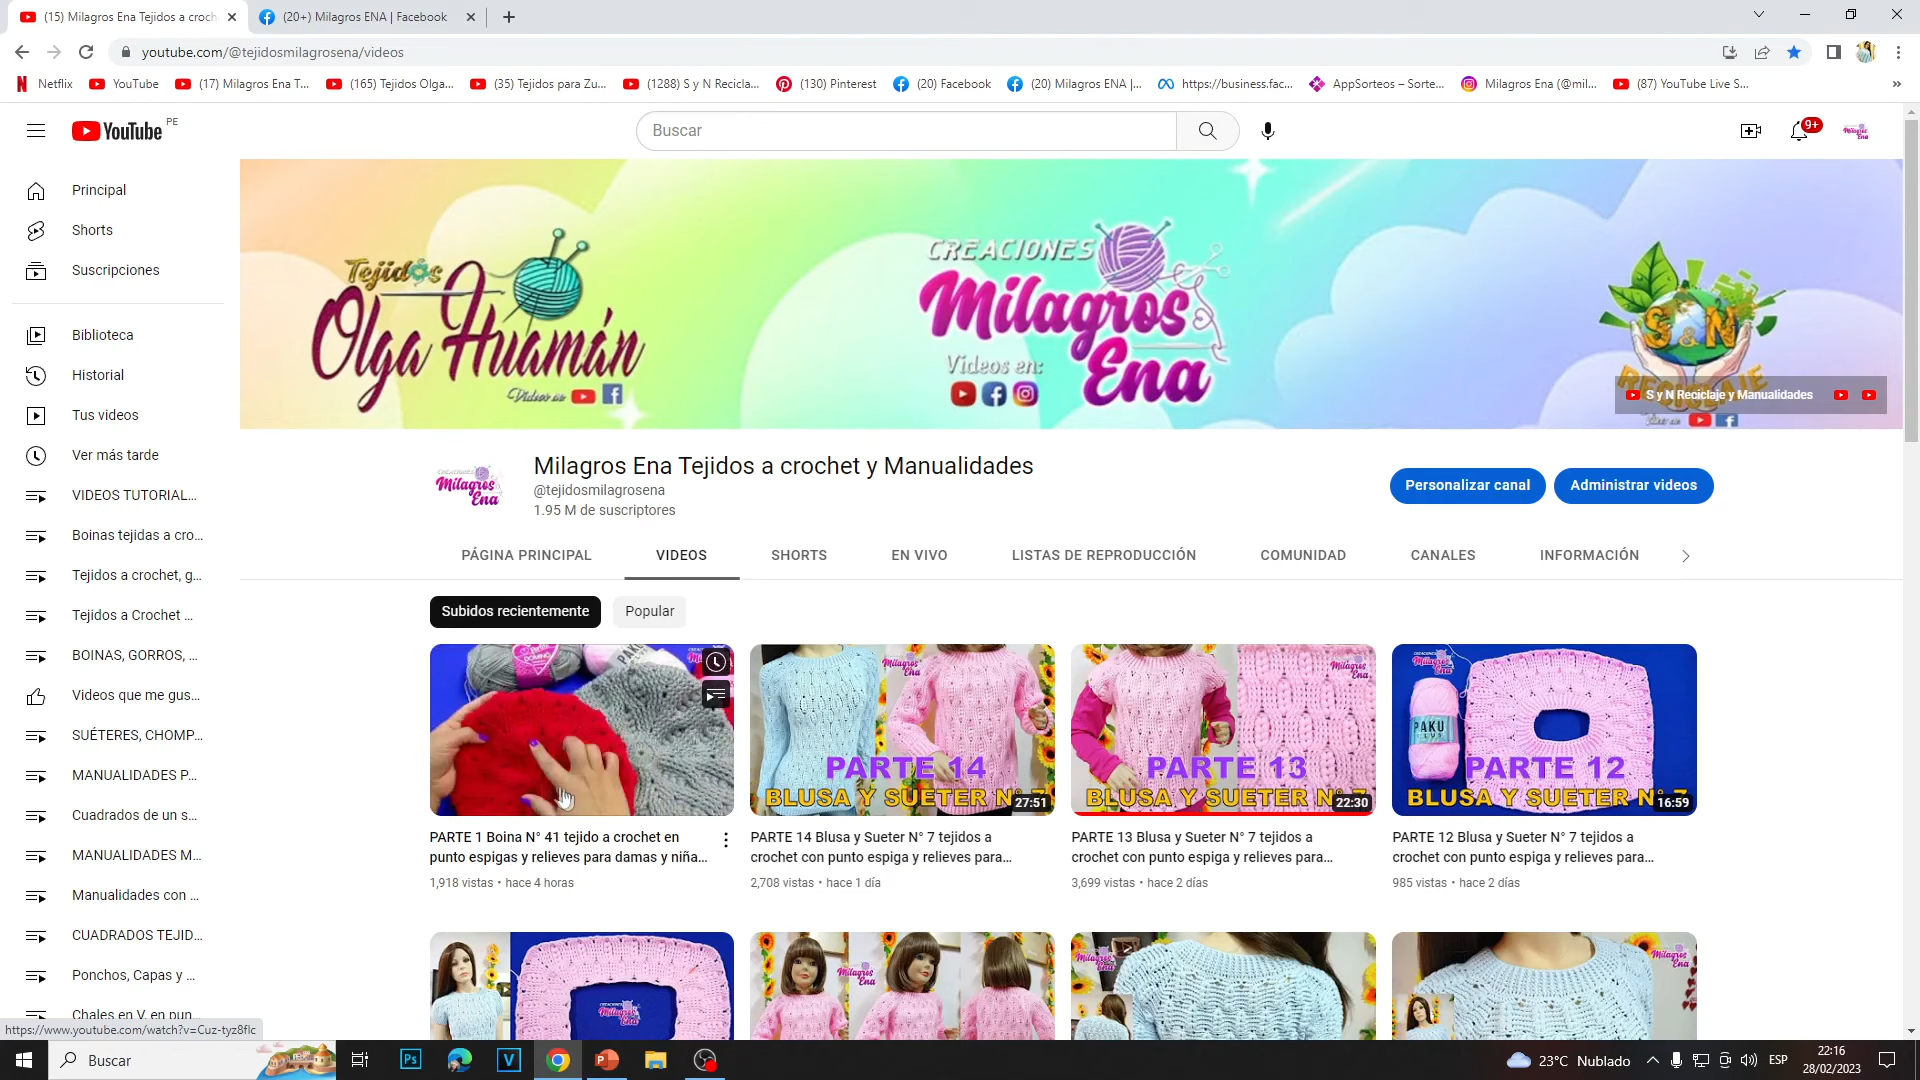 (15) Milagros Ena Tejidos a croch
(20+) Milagros ENA | Facebook
youtube.com/@tejidosmilagrosena/videos
Netflix
YouTube
(17) Milagros Ena T...
(165) Tejidos Olga...
(35) Tejidos para Zu...
(1288) S y N Recicla...
(130) Pinterest
(20) Facebook
(20) Milagros ENA |...
https://business.fac...
AppSorteos – Sorte...
Milagros Ena (@mil...
(87) YouTube Live S...
YouTube PE
Buscar
9+
Principal
Shorts
Suscripciones
Biblioteca
Historial
Tus videos
Ver más tarde
VIDEOS TUTORIAL...
Boinas tejidas a cro...
Tejidos a crochet, g...
Tejidos a Crochet ...
BOINAS, GORROS, ...
Videos que me gus...
SUÉTERES, CHOMP...
MANUALIDADES P...
Cuadrados de un s...
MANUALIDADES M...
Manualidades con ...
CUADRADOS TEJID...
Ponchos, Capas y ...
Chales en V, en pun...
https://www.youtube.com/watch?v=Cuz-tyz8flc
Tejidos
Olga Huamán
Videos en
CREACIONES
Milagros
Ena
Videos en:
S & N
RECICLAJE
S y N Reciclaje y Manualidades
Milagros Ena Tejidos a crochet y Manualidades
@tejidosmilagrosena
1.95 M de suscriptores
Personalizar canal
Administrar videos
PÁGINA PRINCIPAL
VIDEOS
SHORTS
EN VIVO
LISTAS DE REPRODUCCIÓN
COMUNIDAD
CANALES
INFORMACIÓN
Subidos recientemente
Popular
PARTE 14
BLUSA Y SUETER N° 7
27:51
PARTE 13
BLUSA Y SUETER N° 7
22:30
PAKU
PARTE 12
BLUSA Y SUETER N° 7
16:59
PARTE 1 Boina N° 41 tejido a crochet en
punto espigas y relieves para damas y niña...
1,918 vistas • hace 4 horas
PARTE 14 Blusa y Sueter N° 7 tejidos a
crochet con punto espiga y relieves para...
2,708 vistas • hace 1 día
PARTE 13 Blusa y Sueter N° 7 tejidos a
crochet con punto espiga y relieves para...
3,699 vistas • hace 2 días
PARTE 12 Blusa y Sueter N° 7 tejidos a
crochet con punto espiga y relieves para...
985 vistas • hace 2 días
Buscar
Ps
V
23°C Nublado
ESP
22:16
28/02/2023